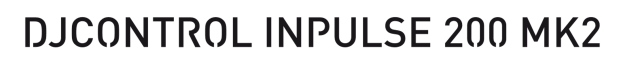 DJCONTROL INPULSE 200 MK2